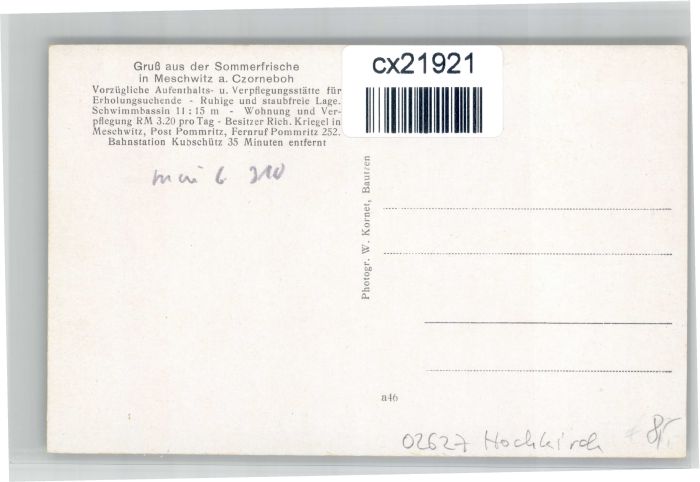 Gruß aus der Sommerfrische
in Meschwitz a. Czorneboh
Vorzügliche Aufenthalts- u. Verpflegungsstätte für
Erholungsuchende - Ruhige und staubfreie Lage.
Schwimmbassin 11:15 m - Wohnung und Ver-
pflegung RM 3.20 pro Tag - Besitzer Rich. Kriegel in
Meschwitz, Post Pommritz, Fernruf Pommritz 252.
Bahnstation Kubschütz 35 Minuten entfernt
cx21921
Photogr. W. Kornet, Bautzen
a46
02627 Hochkirch